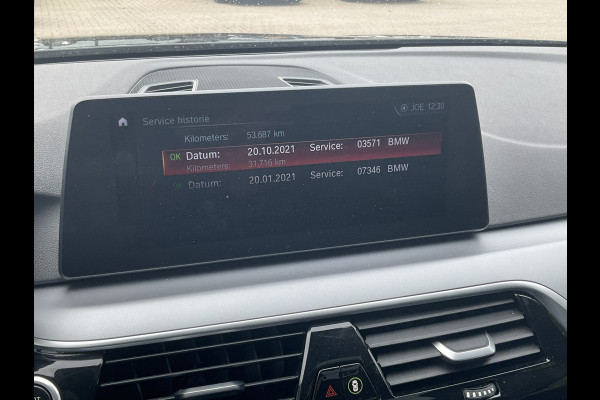 Service historie
JOE 12:30
Kilometers: 53.687 km
OK Datum: 20.10.2021 Service: 03571 BMW
Kilometers: 31.716 km
OK Datum: 20.01.2021 Service: 07346 BMW